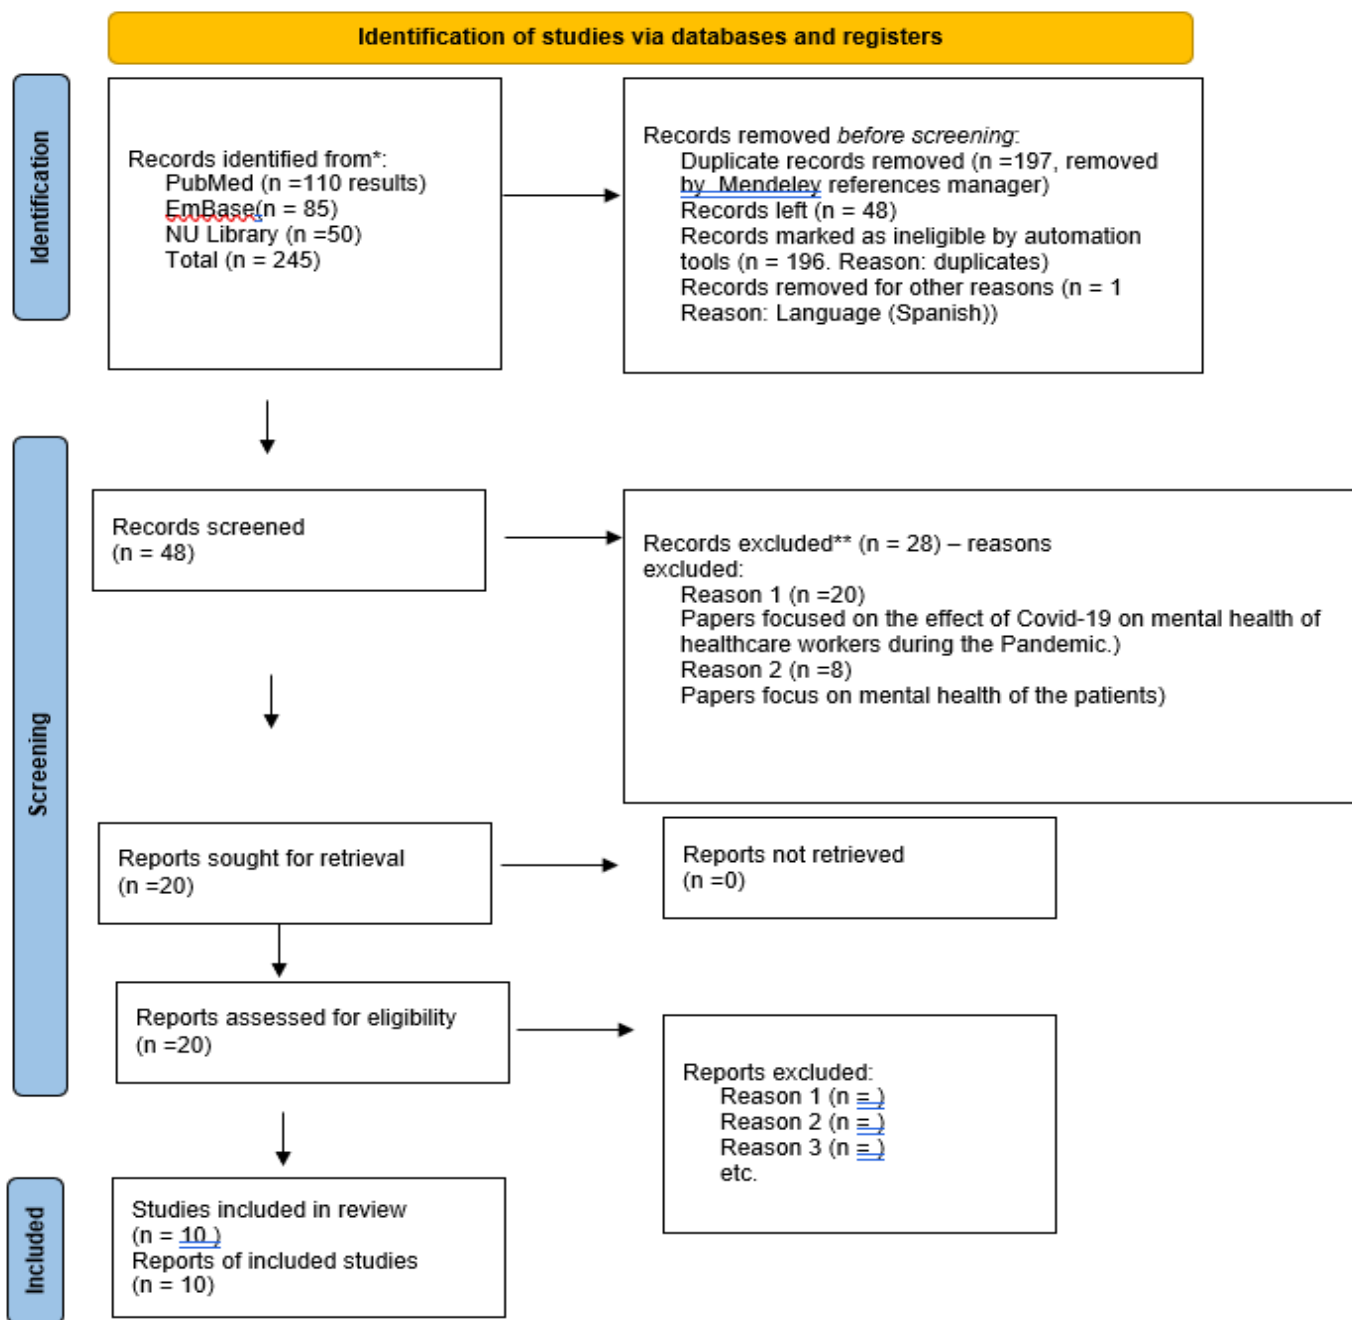 Identification of studies via databases and registers
Identification
Records identified from*:
PubMed (n =110 results)
EmBase(n = 85)
NU Library (n =50)
Total (n = 245)
Records removed before screening:
Duplicate records removed (n =197, removed
by  Mendeley references manager)
Records left (n = 48)
Records marked as ineligible by automation
tools (n = 196. Reason: duplicates)
Records removed for other reasons (n = 1
Reason: Language (Spanish))
Screening
Records screened
(n = 48)
Records excluded** (n = 28) – reasons
excluded:
Reason 1 (n =20)
Papers focused on the effect of Covid-19 on mental health of
healthcare workers during the Pandemic.)
Reason 2 (n =8)
Papers focus on mental health of the patients)
Reports sought for retrieval
(n =20)
Reports not retrieved
(n =0)
Reports assessed for eligibility
(n =20)
Reports excluded:
Reason 1 (n = )
Reason 2 (n = )
Reason 3 (n = )
etc.
Included
Studies included in review
(n = 10 )
Reports of included studies
(n = 10)